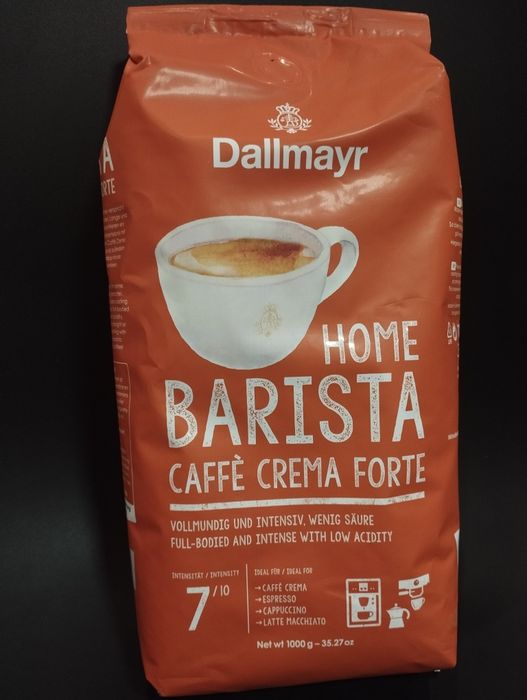 Dallmayr
HOME
BARISTA
CAFFÈ CREMA FORTE
VOLLMUNDIG UND INTENSIV, WENIG SÄURE
FULL-BODIED AND INTENSE WITH LOW ACIDITY
INTENSITÄT / INTENSITY
7/10
IDEAL FÜR / IDEAL FOR
→CAFFÈ CREMA
→ESPRESSO
→CAPPUCCINO
→LATTE MACCHIATO
Net wt 1000 g – 35.27 oz